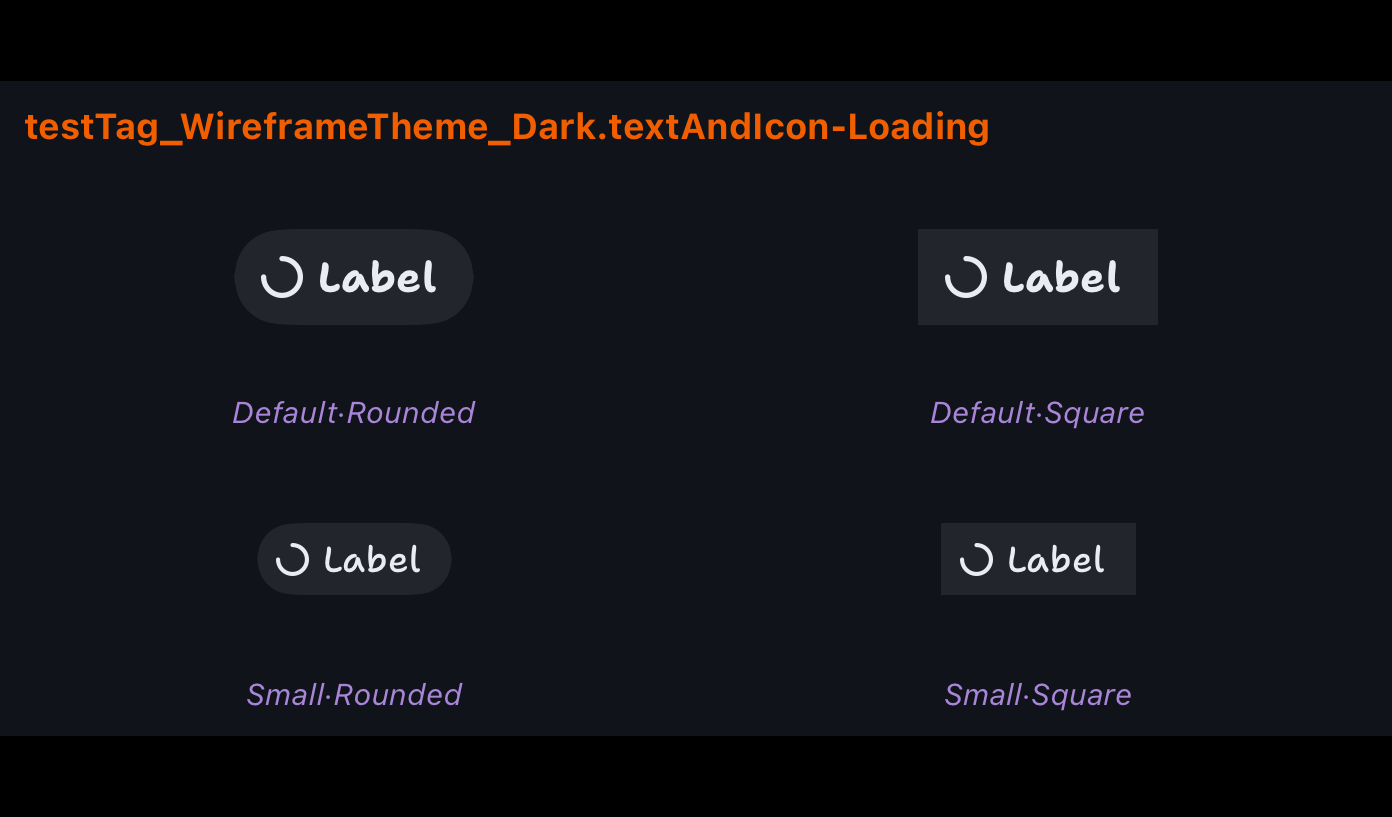 testTag_WireframeTheme_Dark.textAndIcon-Loading
Label
Label
Default·Rounded
Default·Square
Label
Label
Small·Rounded
Small·Square